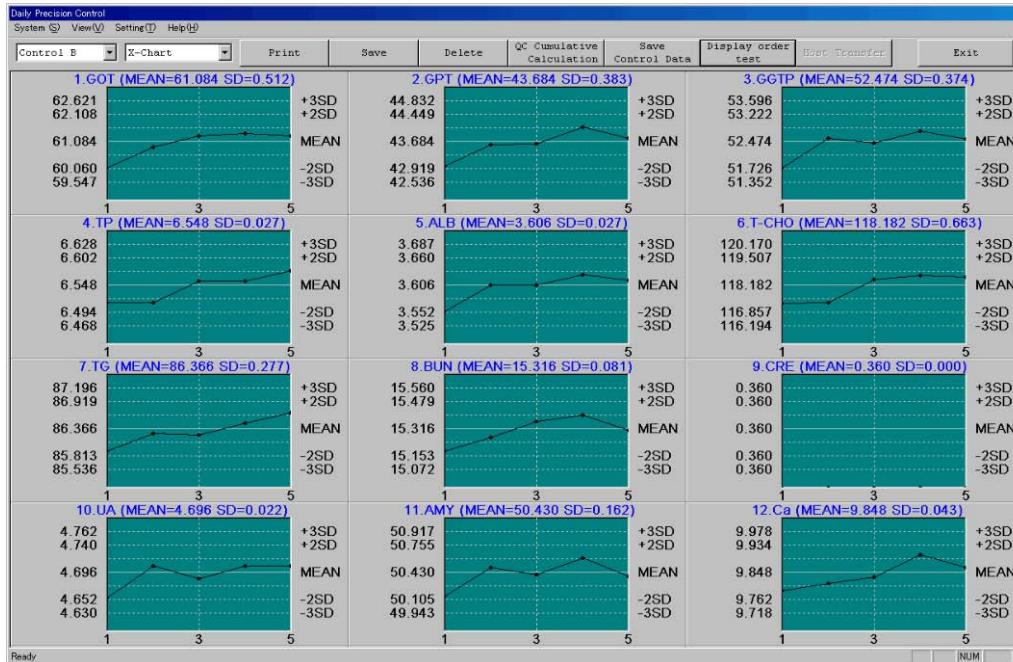 Daily Precision Control
System (S) View(V) Setting(T) Help(H)
Control B X-Chart Print Save Delete QC Cumulative Calculation Save Control Data Display order test Host Transfer Exit
1.GOT (MEAN=61.084 SD=0.512)
62.621 +3SD
62.108 +2SD
61.084 MEAN
60.060 -2SD
59.547 -3SD
1 3 5
2.GPT (MEAN=43.684 SD=0.383)
44.832 +3SD
44.449 +2SD
43.684 MEAN
42.919 -2SD
42.536 -3SD
1 3 5
3.GGTP (MEAN=52.474 SD=0.374)
53.596 +3SD
53.222 +2SD
52.474 MEAN
51.726 -2SD
51.352 -3SD
1 3 5
4.TP (MEAN=6.548 SD=0.027)
6.628 +3SD
6.602 +2SD
6.548 MEAN
6.494 -2SD
6.468 -3SD
1 3 5
5.ALB (MEAN=3.606 SD=0.027)
3.687 +3SD
3.660 +2SD
3.606 MEAN
3.552 -2SD
3.525 -3SD
1 3 5
6.T-CHO (MEAN=118.182 SD=0.663)
120.170 +3SD
119.507 +2SD
118.182 MEAN
116.857 -2SD
116.194 -3SD
1 3 5
7.TG (MEAN=86.366 SD=0.277)
87.196 +3SD
86.919 +2SD
86.366 MEAN
85.813 -2SD
85.536 -3SD
1 3 5
8.BUN (MEAN=15.316 SD=0.081)
15.560 +3SD
15.479 +2SD
15.316 MEAN
15.153 -2SD
15.072 -3SD
1 3 5
9.CRE (MEAN=0.360 SD=0.000)
0.360 +3SD
0.360 +2SD
0.360 MEAN
0.360 -2SD
0.360 -3SD
1 3 5
10.UA (MEAN=4.696 SD=0.022)
4.762 +3SD
4.740 +2SD
4.696 MEAN
4.652 -2SD
4.630 -3SD
1 3 5
11.AMY (MEAN=50.430 SD=0.162)
50.917 +3SD
50.755 +2SD
50.430 MEAN
50.105 -2SD
49.943 -3SD
1 3 5
12.Ca (MEAN=9.848 SD=0.043)
9.978 +3SD
9.934 +2SD
9.848 MEAN
9.762 -2SD
9.718 -3SD
1 3 5
Ready NUM